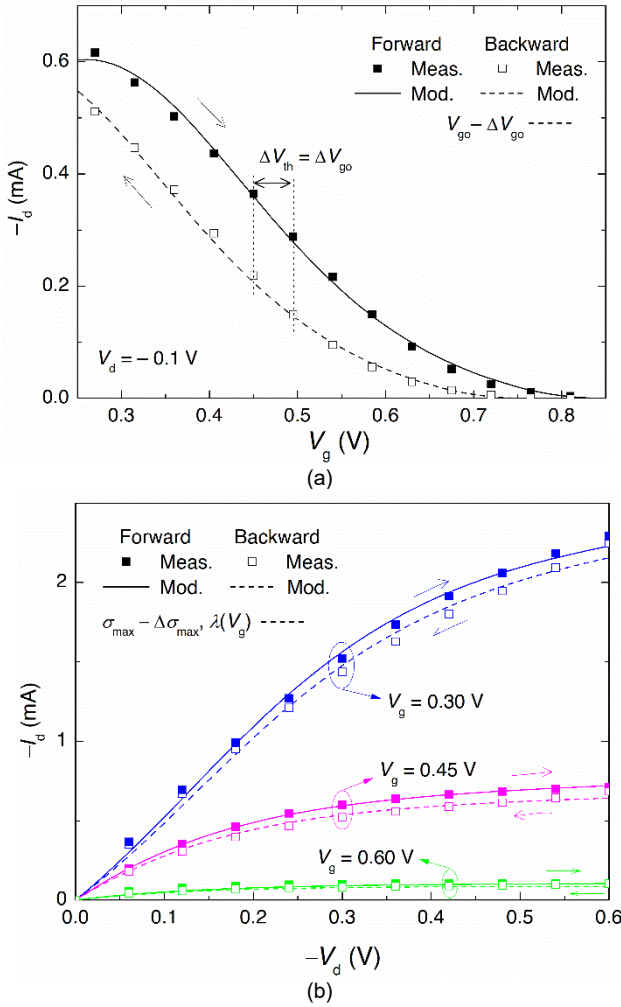 0.6
Forward Backward
Meas. Meas.
Mod. Mod.
V_go − ΔV_go
ΔV_th = ΔV_go
0.4
−I_d (mA)
0.2
V_d = − 0.1 V
0.0
0.3 0.4 0.5 0.6 0.7 0.8
V_g (V)
(a)
Forward Backward
Meas. Meas.
Mod. Mod.
σ_max − Δσ_max, λ(V_g)
2
V_g = 0.30 V
−I_d (mA)
1
V_g = 0.45 V
V_g = 0.60 V
0
0.0 0.1 0.2 0.3 0.4 0.5 0.6
−V_d (V)
(b)